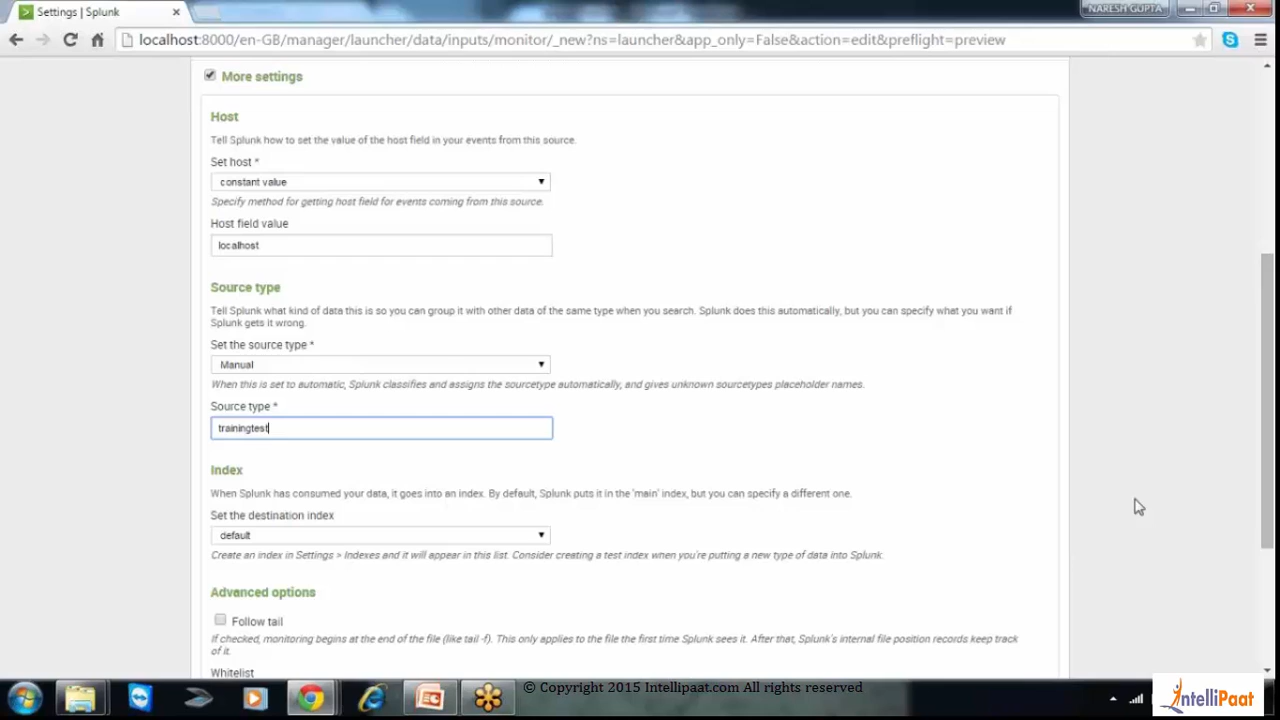 Settings | Splunk
NARESH GUPTA
localhost:8000/en-GB/manager/launcher/data/inputs/monitor/_new?ns=launcher&app_only=False&action=edit&preflight=preview
More settings
Host
Tell Splunk how to set the value of the host field in your events from this source.
Set host *
constant value
Specify method for getting host field for events coming from this source.
Host field value
localhost
Source type
Tell Splunk what kind of data this is so you can group it with other data of the same type when you search. Splunk does this automatically, but you can specify what you want if
Splunk gets it wrong.
Set the source type *
Manual
When this is set to automatic, Splunk classifies and assigns the sourcetype automatically, and gives unknown sourcetypes placeholder names.
Source type *
trainingtest
Index
When Splunk has consumed your data, it goes into an index. By default, Splunk puts it in the 'main' index, but you can specify a different one.
Set the destination index
default
Create an index in Settings > Indexes and it will appear in this list. Consider creating a test index when you're putting a new type of data into Splunk.
Advanced options
Follow tail
If checked, monitoring begins at the end of the file (like tail -f). This only applies to the file the first time Splunk sees it. After that, Splunk's internal file position records keep track
of it.
Whitelist
© Copyright 2015 Intellipaat.com All rights reserved
IntelliPaat